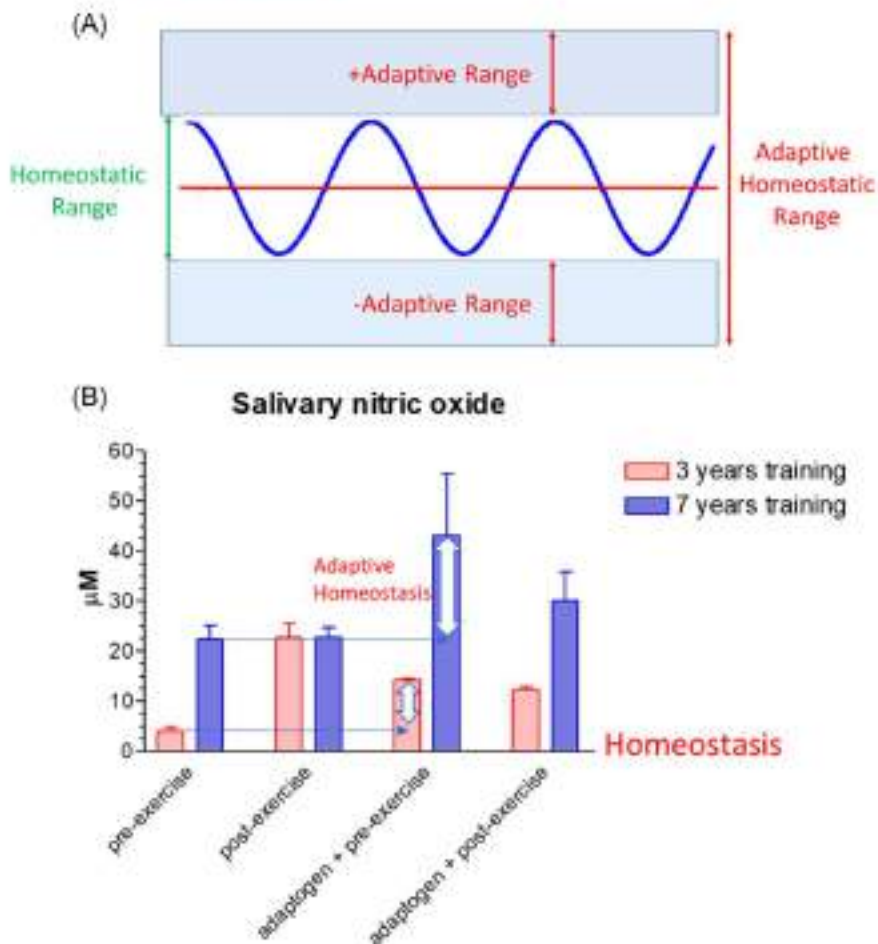 (A)
+Adaptive Range
Homeostatic
Range
Adaptive
Homeostatic
Range
-Adaptive Range
(B)
Salivary nitric oxide
60
50
40
30
20
10
0
µM
3 years training
7 years training
Adaptive
Homeostasis
Homeostasis
pre-exercise
post-exercise
adaptogen + pre-exercise
adaptogen + post-exercise